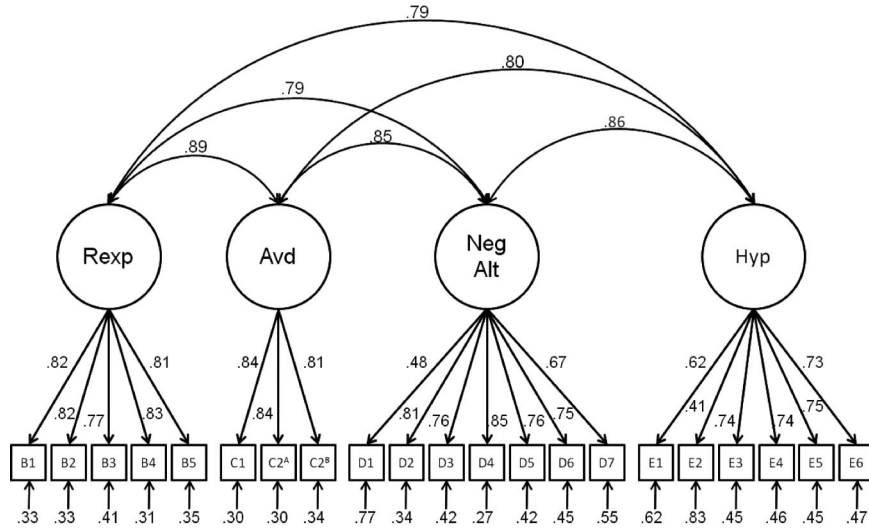 .79
.80
.79
.86
.85
.89
Rexp Avd Neg Alt Hyp
.82 .81 .84 .81 .48 .67 .62 .73
.82 .77 .83 .84 .81 .76 .85 .76 .75 .41 .74 .74 .75
B1 B2 B3 B4 B5 C1 C2ᴬ C2ᴮ D1 D2 D3 D4 D5 D6 D7 E1 E2 E3 E4 E5 E6
.33 .33 .41 .31 .35 .30 .30 .34 .77 .34 .42 .27 .42 .45 .55 .62 .83 .45 .46 .45 .47